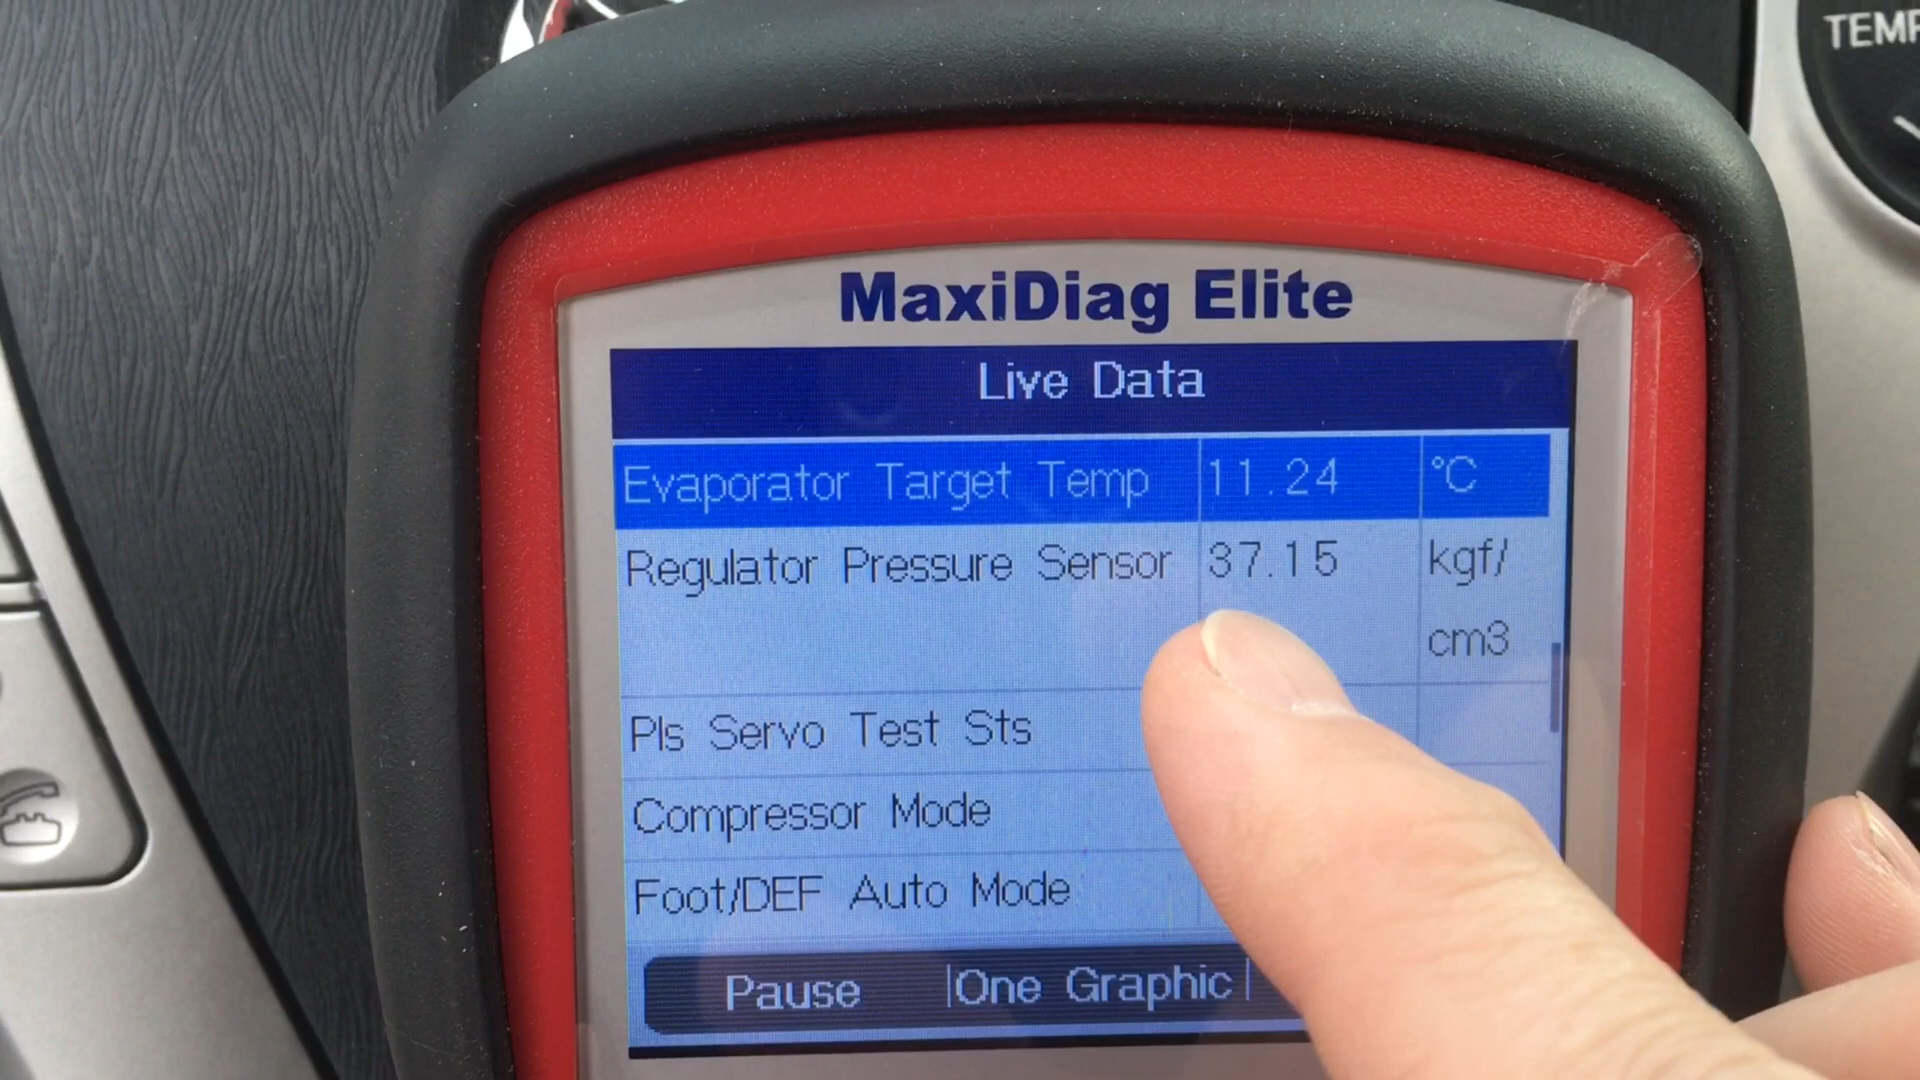 TEMP
MaxiDiag Elite
Live Data
Evaporator Target Temp 11.24 °C
Regulator Pressure Sensor 37.15 kgf/
cm3
Pls Servo Test Sts
Compressor Mode
Foot/DEF Auto Mode
Pause |One Graphic|